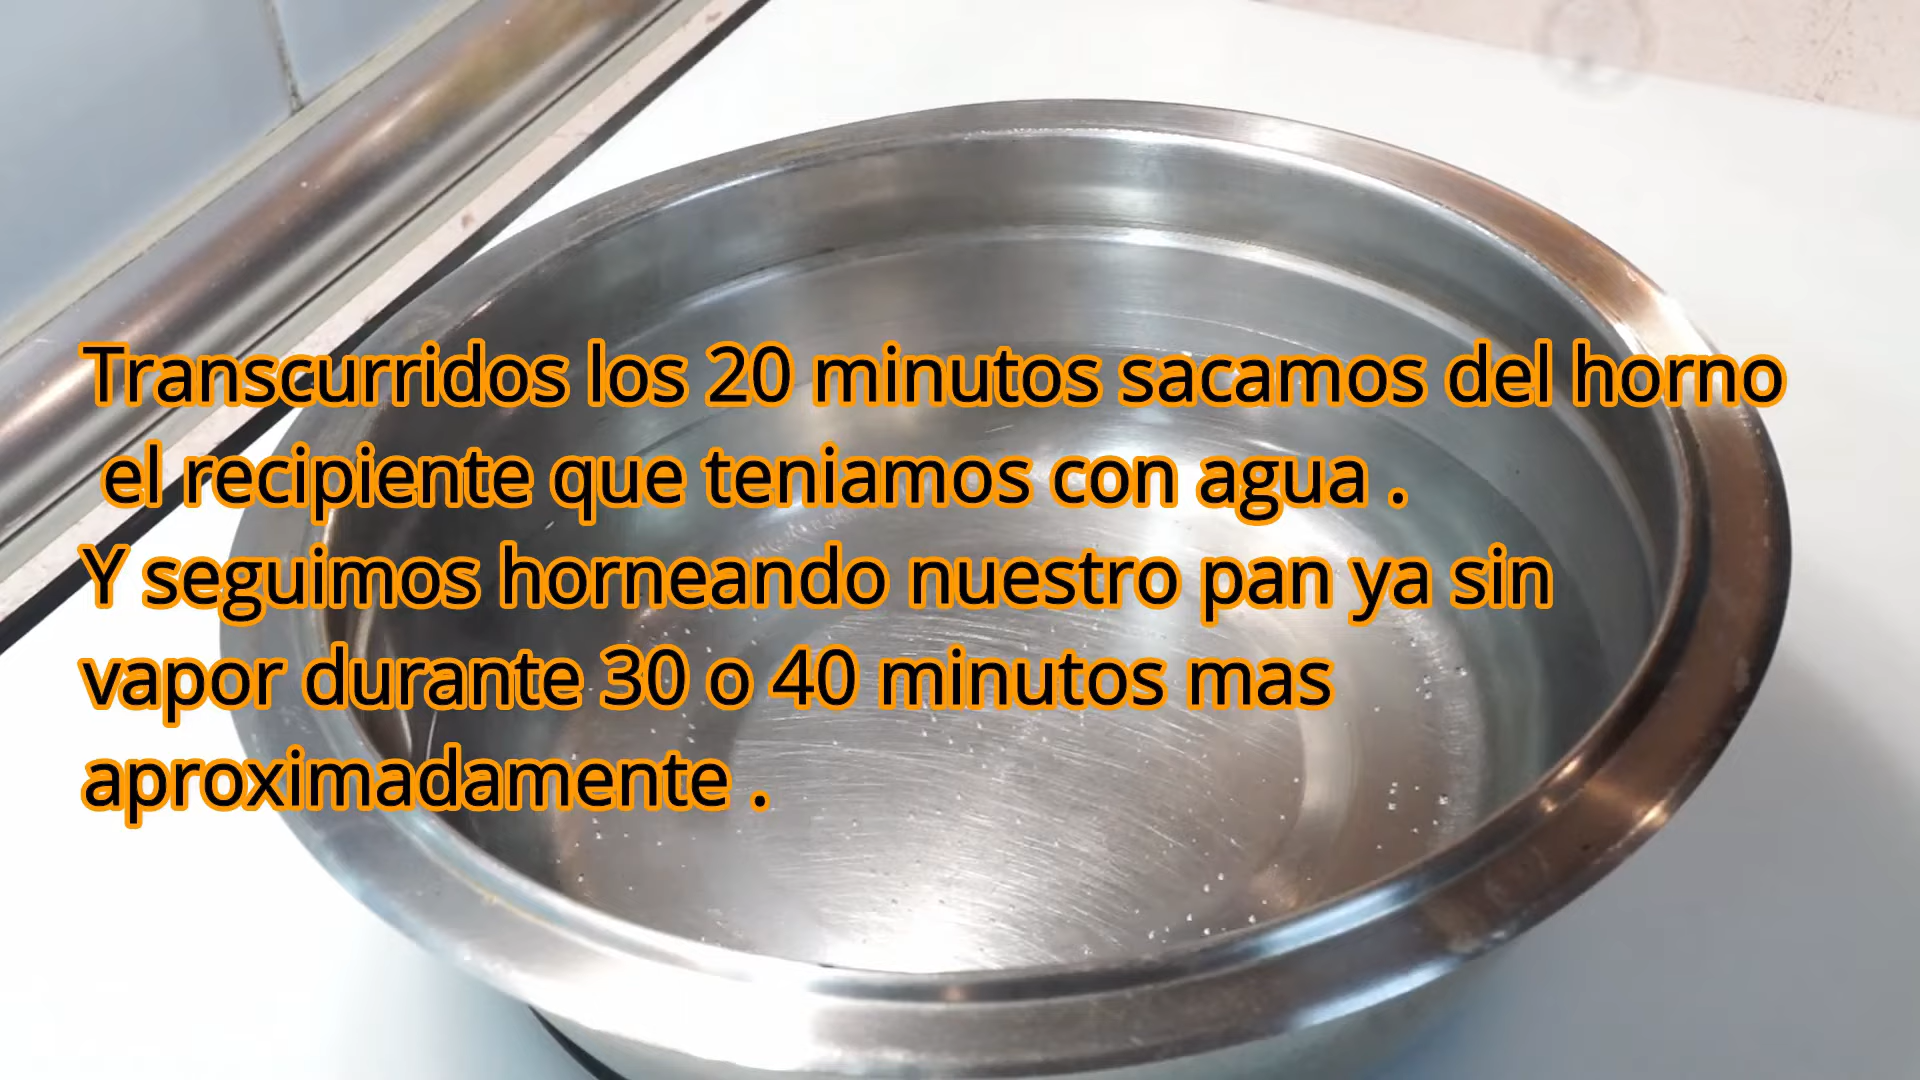 Transcurridos los 20 minutos sacamos del horno
el recipiente que teniamos con agua .
Y seguimos horneando nuestro pan ya sin
vapor durante 30 o 40 minutos mas
aproximadamente .